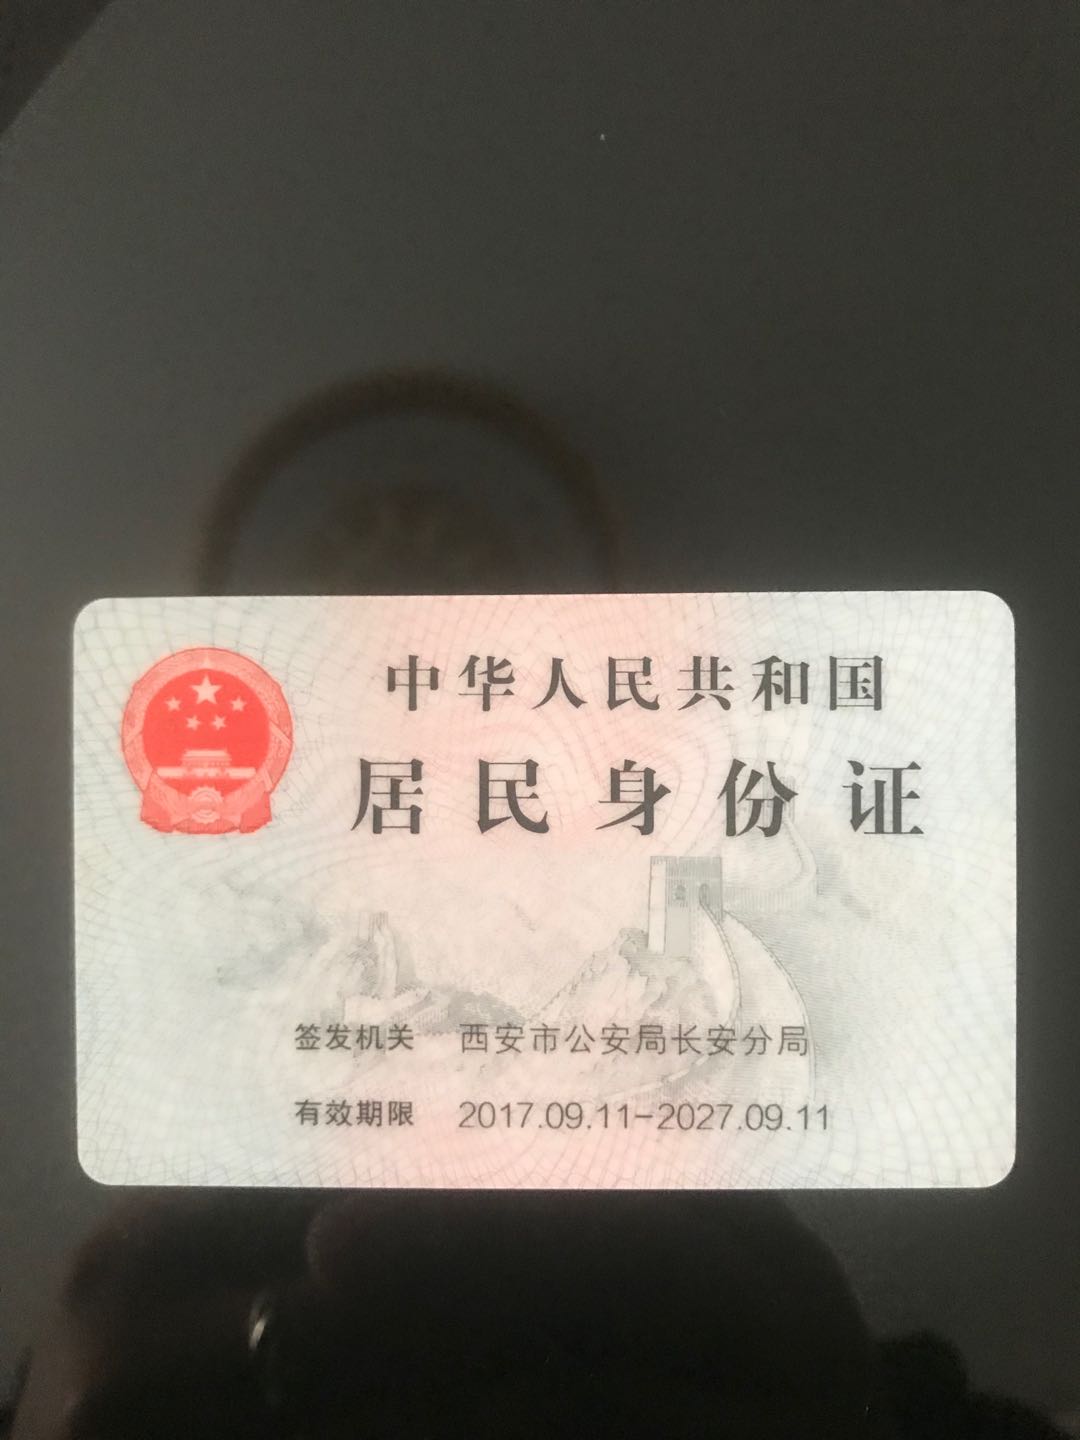 中华人民共和国
居民身份证
签发机关 西安市公安局长安分局
有效期限 2017.09.11-2027.09.11